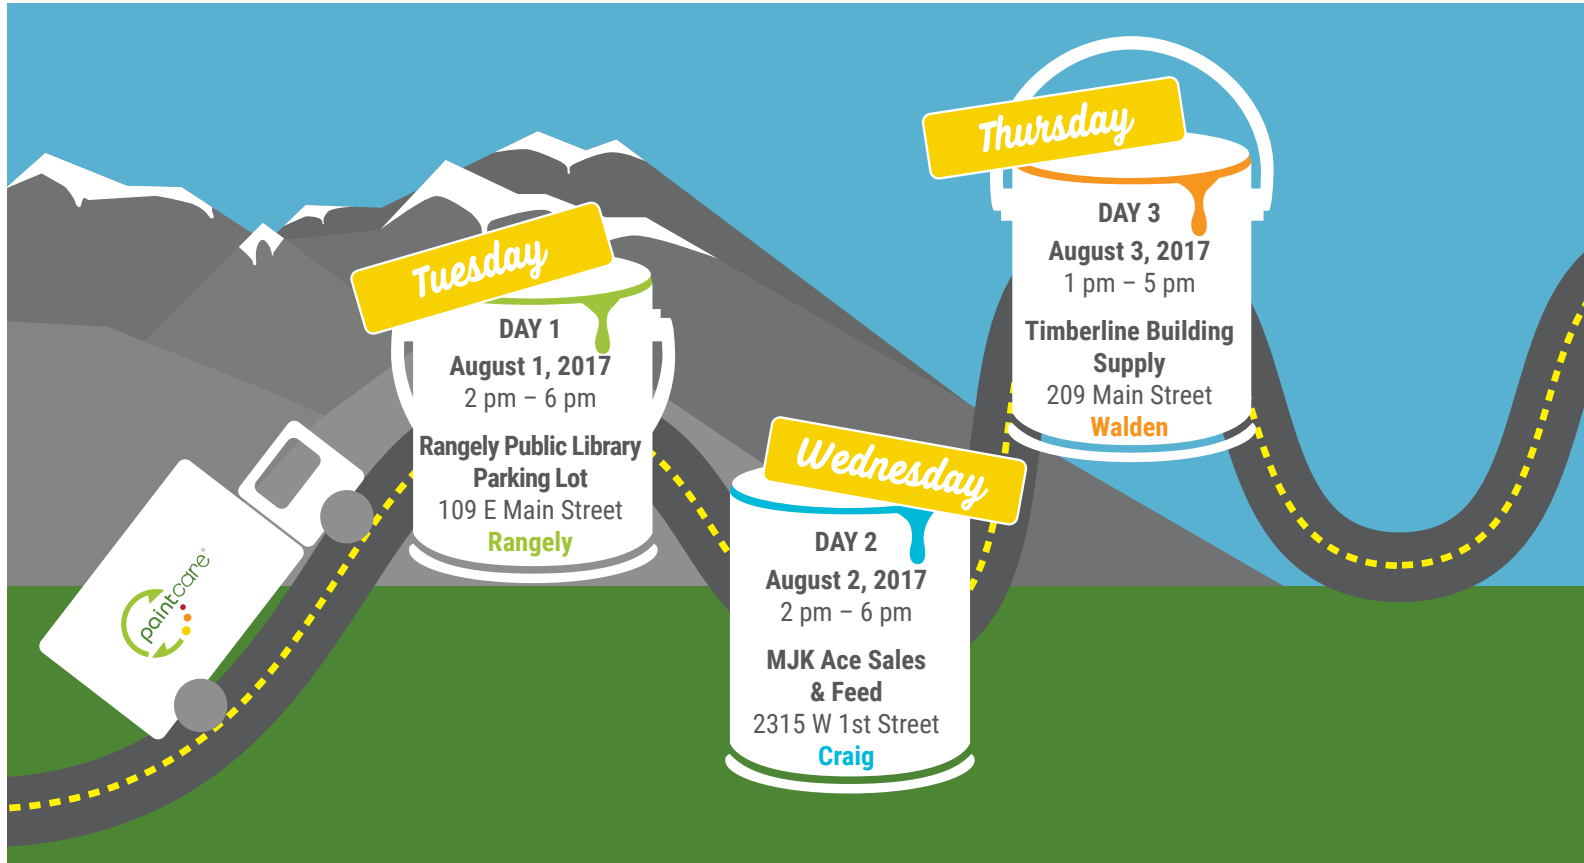 Tuesday
DAY 1
August 1, 2017
2 pm – 6 pm
Rangely Public Library
Parking Lot
109 E Main Street
Rangely
Wednesday
DAY 2
August 2, 2017
2 pm – 6 pm
MJK Ace Sales
& Feed
2315 W 1st Street
Craig
Thursday
DAY 3
August 3, 2017
1 pm – 5 pm
Timberline Building
Supply
209 Main Street
Walden
paintcare®